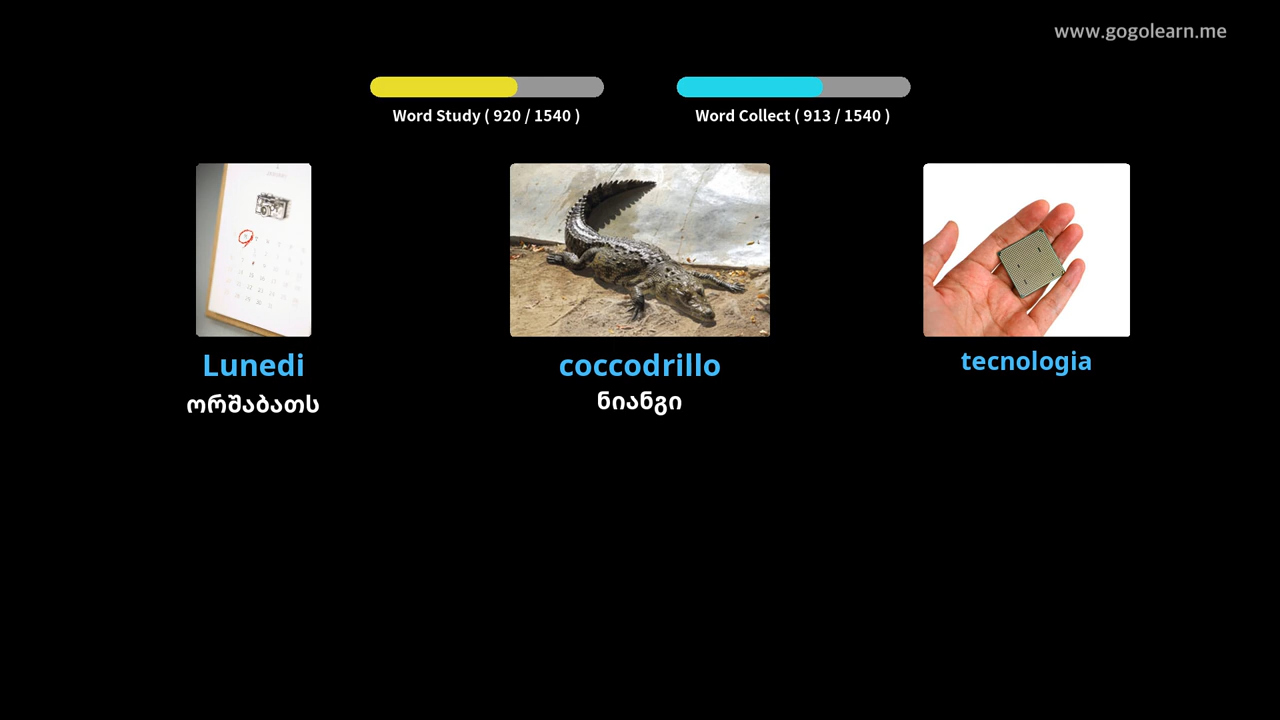 www.gogolearn.me
Word Study ( 920 / 1540 )
Word Collect ( 913 / 1540 )
Lunedi
ორშაბათს
coccodrillo
ნიანგი
tecnologia